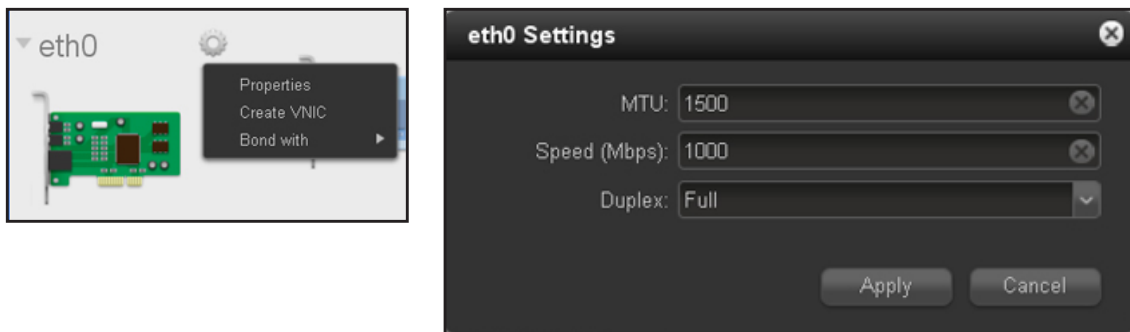 eth0
Properties
Create VNIC
Bond with
eth0 Settings
MTU: 1500
Speed (Mbps): 1000
Duplex: Full
Apply Cancel